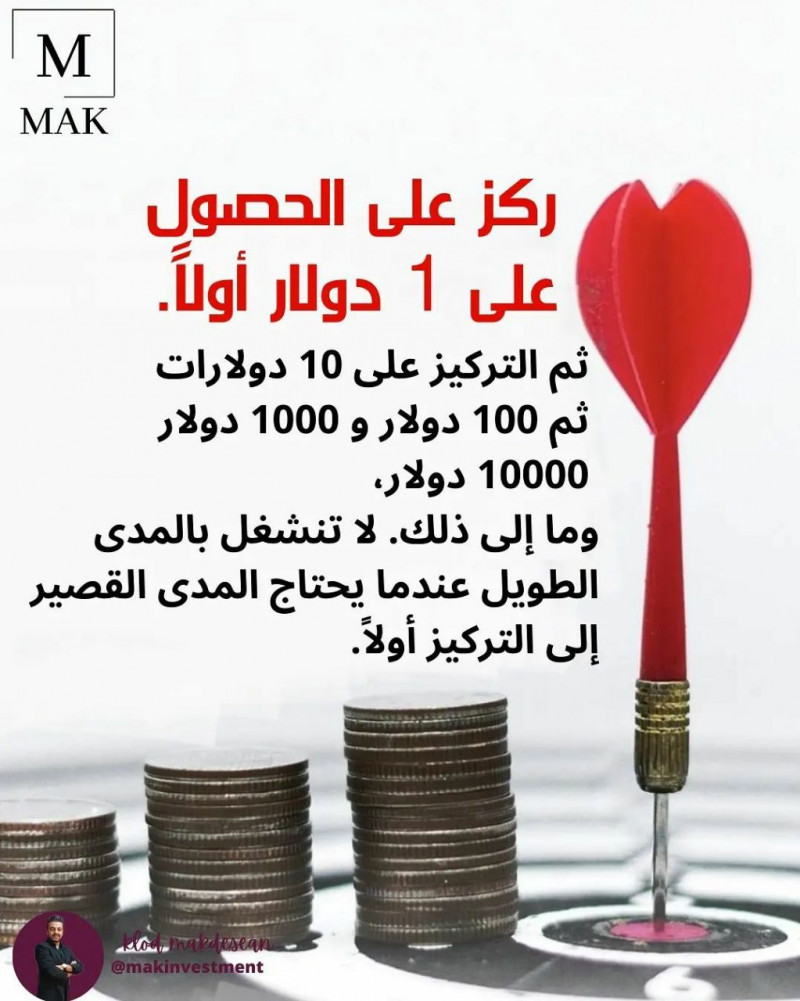 M
MAK
ركز على الحصول
على 1 دولار أولاً.
ثم التركيز على 10 دولارات
ثم 100 دولار و 1000 دولار
10000 دولار،
وما إلى ذلك. لا تنشغل بالمدى
الطويل عندما يحتاج المدى القصير
إلى التركيز أولاً.
klod makdesean
@makinvestment
6